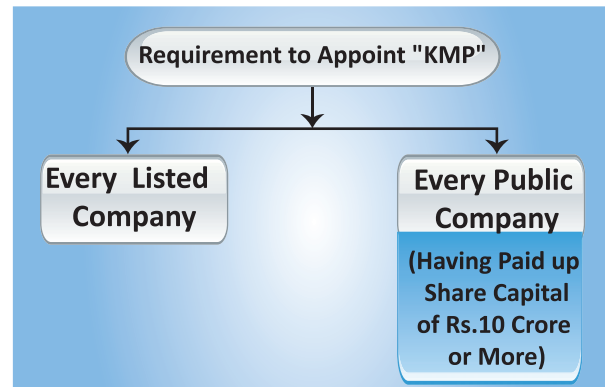 Requirement to Appoint "KMP"
Every Listed
Company
Every Public
Company
(Having Paid up
Share Capital
of Rs.10 Crore
or More)